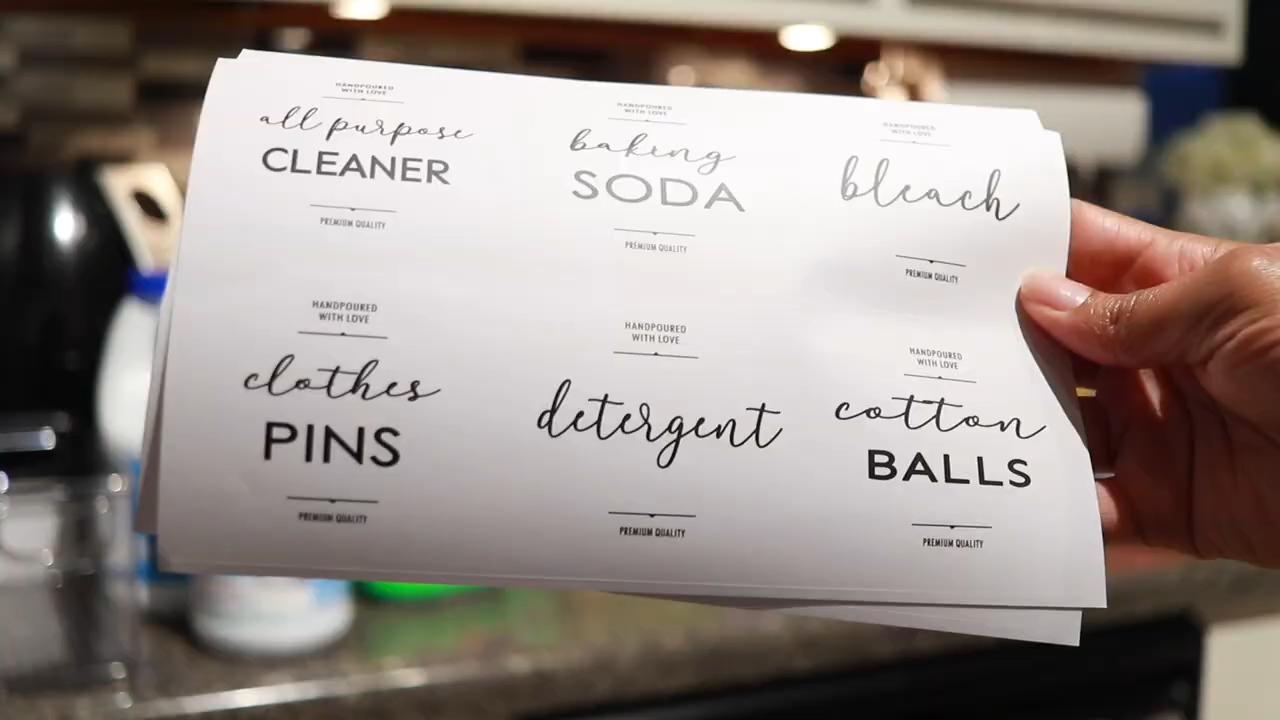 HANDPOURED
WITH LOVE
all purpose
CLEANER
PREMIUM QUALITY
HANDPOURED
WITH LOVE
baking
SODA
PREMIUM QUALITY
HANDPOURED
WITH LOVE
bleach
PREMIUM QUALITY
HANDPOURED
WITH LOVE
clothes
PINS
PREMIUM QUALITY
HANDPOURED
WITH LOVE
detergent
PREMIUM QUALITY
HANDPOURED
WITH LOVE
cotton
BALLS
PREMIUM QUALITY